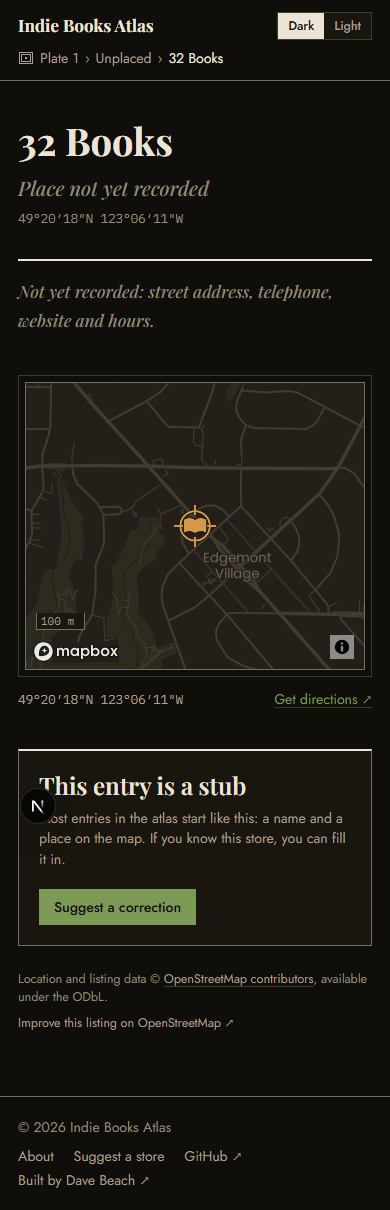 Indie Books Atlas
Dark Light
Plate 1 › Unplaced › 32 Books
32 Books
Place not yet recorded
49°20′18″N 123°06′11″W
Not yet recorded: street address, telephone,
website and hours.
Edgemont
Village
100 m
mapbox
49°20′18″N 123°06′11″W
Get directions ↗
This entry is a stub
N
ost entries in the atlas start like this: a name and a
place on the map. If you know this store, you can fill
it in.
Suggest a correction
Location and listing data © OpenStreetMap contributors, available
under the ODbL.
Improve this listing on OpenStreetMap ↗
© 2026 Indie Books Atlas
About Suggest a store GitHub ↗
Built by Dave Beach ↗